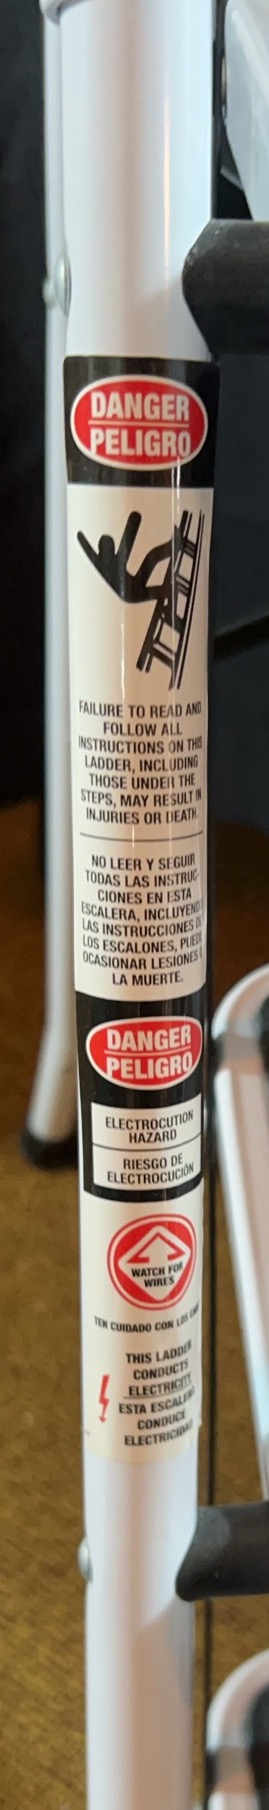 DANGER
PELIGRO
FAILURE TO READ AND
FOLLOW ALL
INSTRUCTIONS ON THIS
LADDER, INCLUDING
THOSE UNDER THE
STEPS, MAY RESULT IN
INJURIES OR DEATH.
NO LEER Y SEGUIR
TODAS LAS INSTRUC-
CIONES EN ESTA
ESCALERA, INCLUYENDO
LAS INSTRUCCIONES
LOS ESCALONES, PUEDE
OCASIONAR LESIONES
LA MUERTE.
DANGER
PELIGRO
ELECTROCUTION
HAZARD
RIESGO DE
ELECTROCUCIÓN
WATCH FOR
WIRES
TEN CUIDADO CON LOS
THIS LADDER
CONDUCTS
ELECTRICITY
ESTA ESCALERA
CONDUCE
ELECTRICIDAD